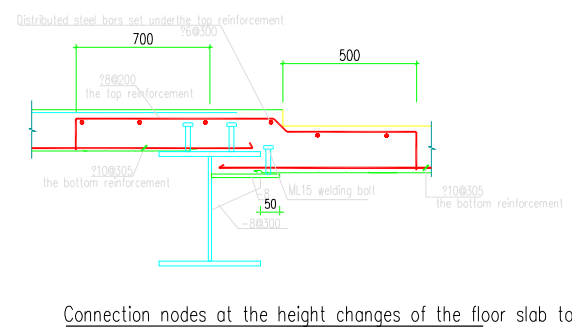 Distributed steel bars set underthe top reinforcement
?6@300
700
500
?8@200
the top reinforcement
?10@305
the bottom reinforcement
ML15 welding bolt
?10@305
the bottom reinforcement
-8
50
-8@300
Connection nodes at the height changes of the floor slab to